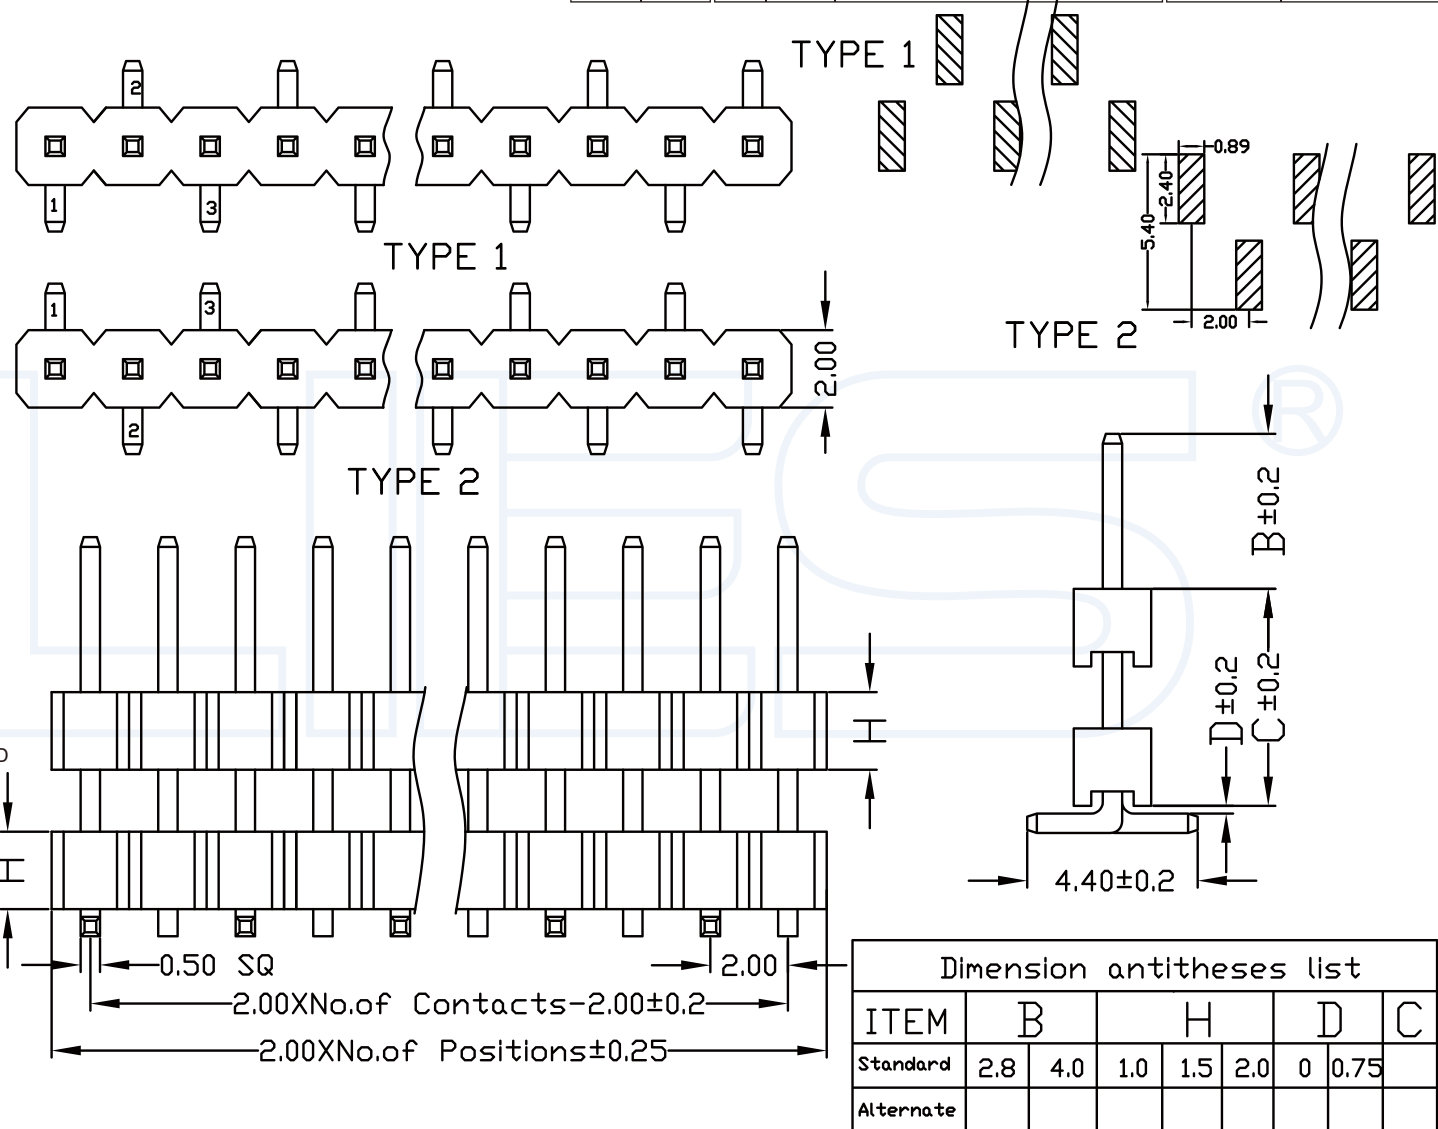 TYPE 1
2
1
3
TYPE 1
0.89
2.40
5.40
2.00
TYPE 2
1
3
2
2.00
TYPE 2
®
B±0.2
D±0.2
C±0.2
H
H
4.40±0.2
0.50 SQ
2.00
2.00XNo.of Contacts-2.00±0.2
2.00XNo.of Positions±0.25
Dimension antitheses list
ITEM B H D C
Standard 2.8 4.0 1.0 1.5 2.0 0 0.75
Alternate